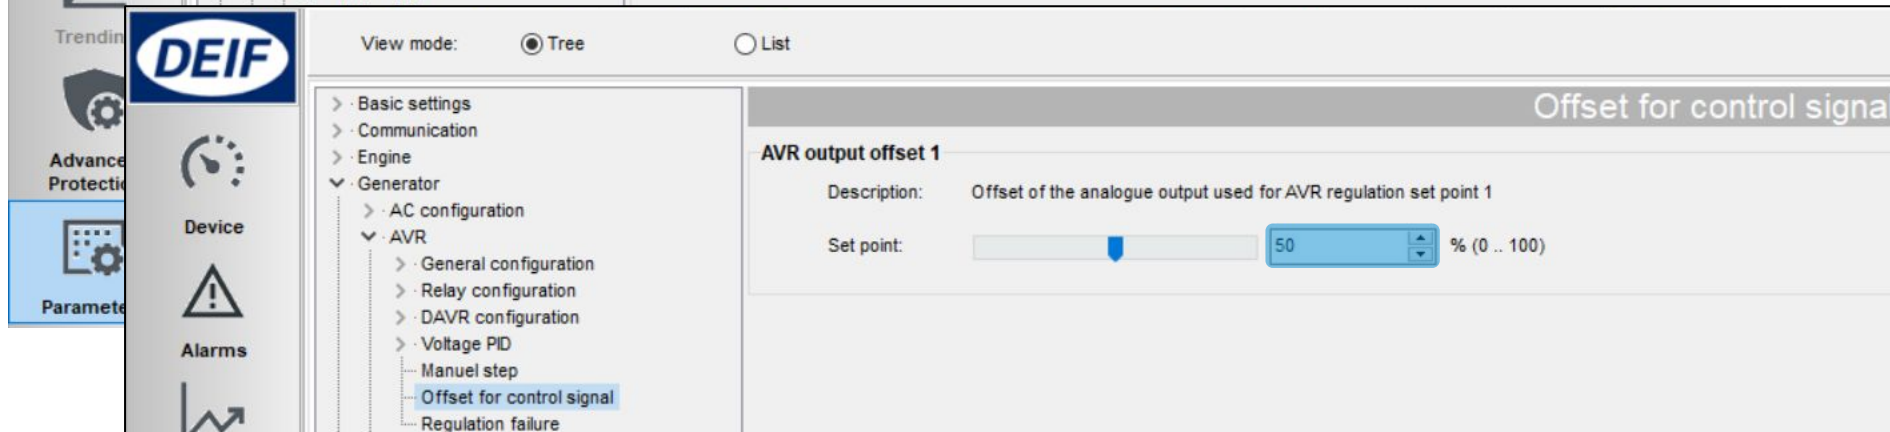 Trendin
Advance
Protectio
Paramete
DEIF
Device
Alarms
View mode: Tree List
Basic settings
Communication
Engine
Generator
AC configuration
AVR
General configuration
Relay configuration
DAVR configuration
Voltage PID
Manuel step
Offset for control signal
Regulation failure
Offset for control signa
AVR output offset 1
Description: Offset of the analogue output used for AVR regulation set point 1
Set point: 50 % (0 .. 100)